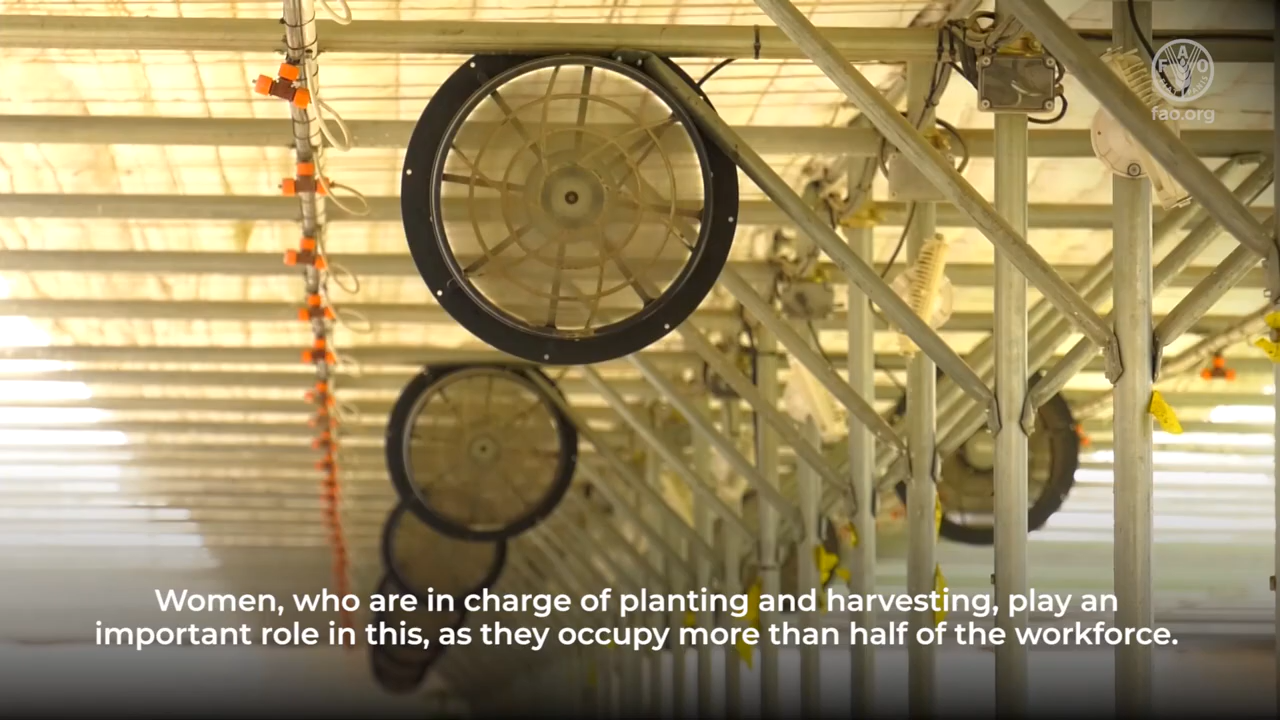 FAO
fao.org
Women, who are in charge of planting and harvesting, play an
important role in this, as they occupy more than half of the workforce.